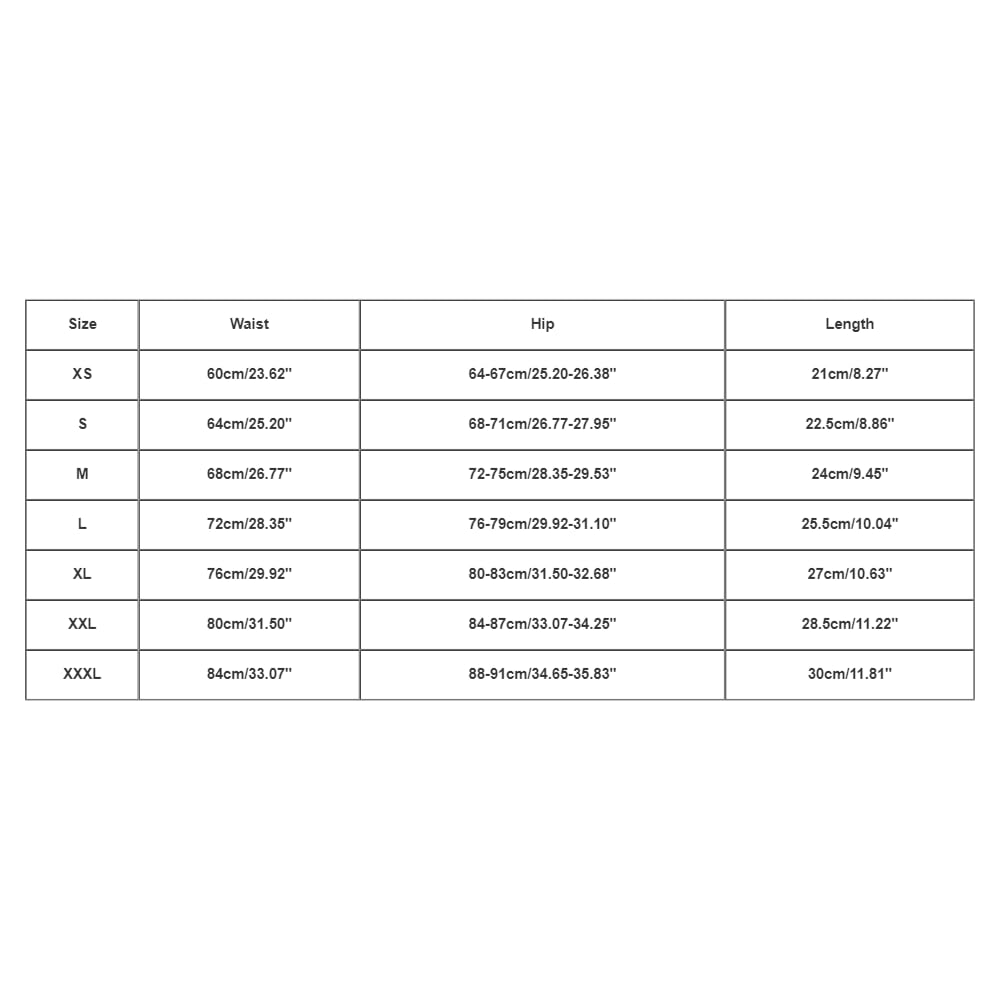 Size Waist Hip Length
XS 60cm/23.62" 64-67cm/25.20-26.38" 21cm/8.27"
S 64cm/25.20" 68-71cm/26.77-27.95" 22.5cm/8.86"
M 68cm/26.77" 72-75cm/28.35-29.53" 24cm/9.45"
L 72cm/28.35" 76-79cm/29.92-31.10" 25.5cm/10.04"
XL 76cm/29.92" 80-83cm/31.50-32.68" 27cm/10.63"
XXL 80cm/31.50" 84-87cm/33.07-34.25" 28.5cm/11.22"
XXXL 84cm/33.07" 88-91cm/34.65-35.83" 30cm/11.81"